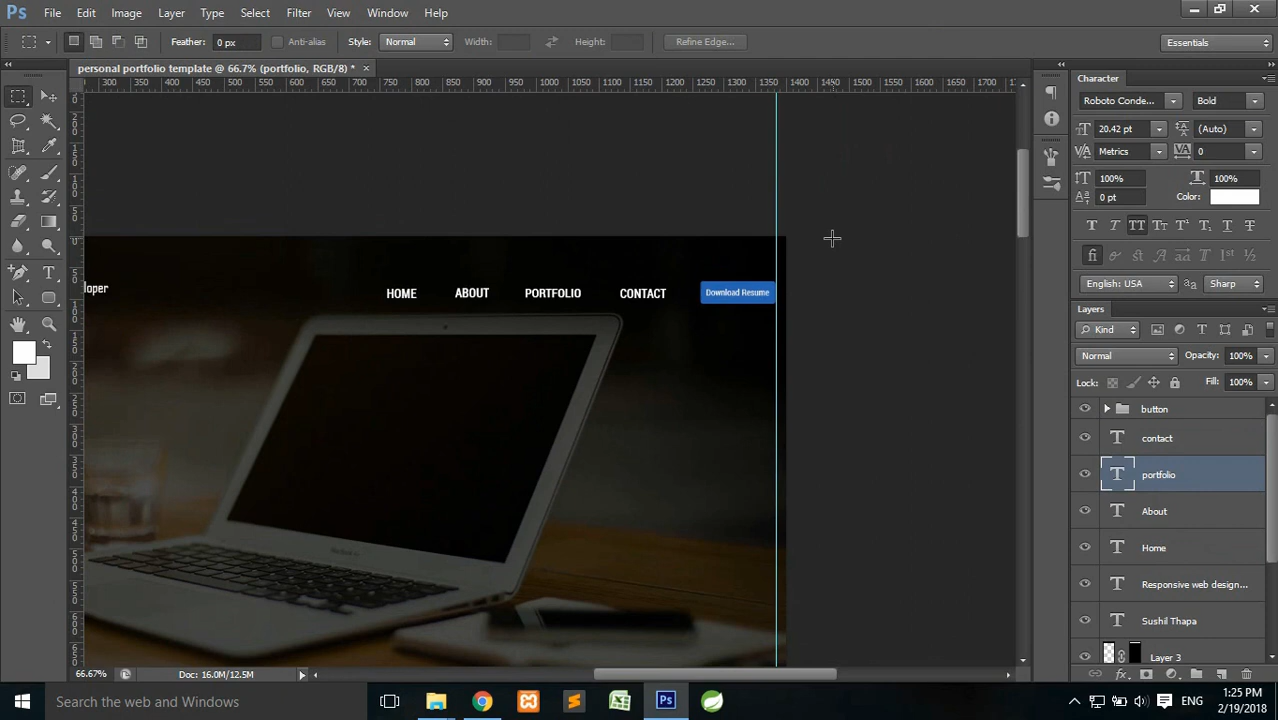 Ps File Edit Image Layer Type Select Filter View Window Help
Feather: 0 px Anti-alias Style: Normal Width: Height: Refine Edge... Essentials
personal portfolio template @ 66.7% (portfolio, RGB/8) * ×
300 550 600 750 800 850 900 950 1000 1050 1100 1150 1200 1250 1300 1350 1400 1450 1500 1550 1600 1650 1700
Character
Roboto Conde... Bold
20.42 pt (Auto)
Metrics 0
100% 100%
0 pt Color:
English: USA Sharp
loper HOME ABOUT PORTFOLIO CONTACT Download Resume
Layers
Kind
Normal Opacity: 100%
Lock: Fill: 100%
button
contact
portfolio
About
Home
Responsive web design...
Sushil Thapa
Layer 3
66.67% Doc: 16.0M/12.5M
Search the web and Windows
ENG
1:25 PM
2/19/2018